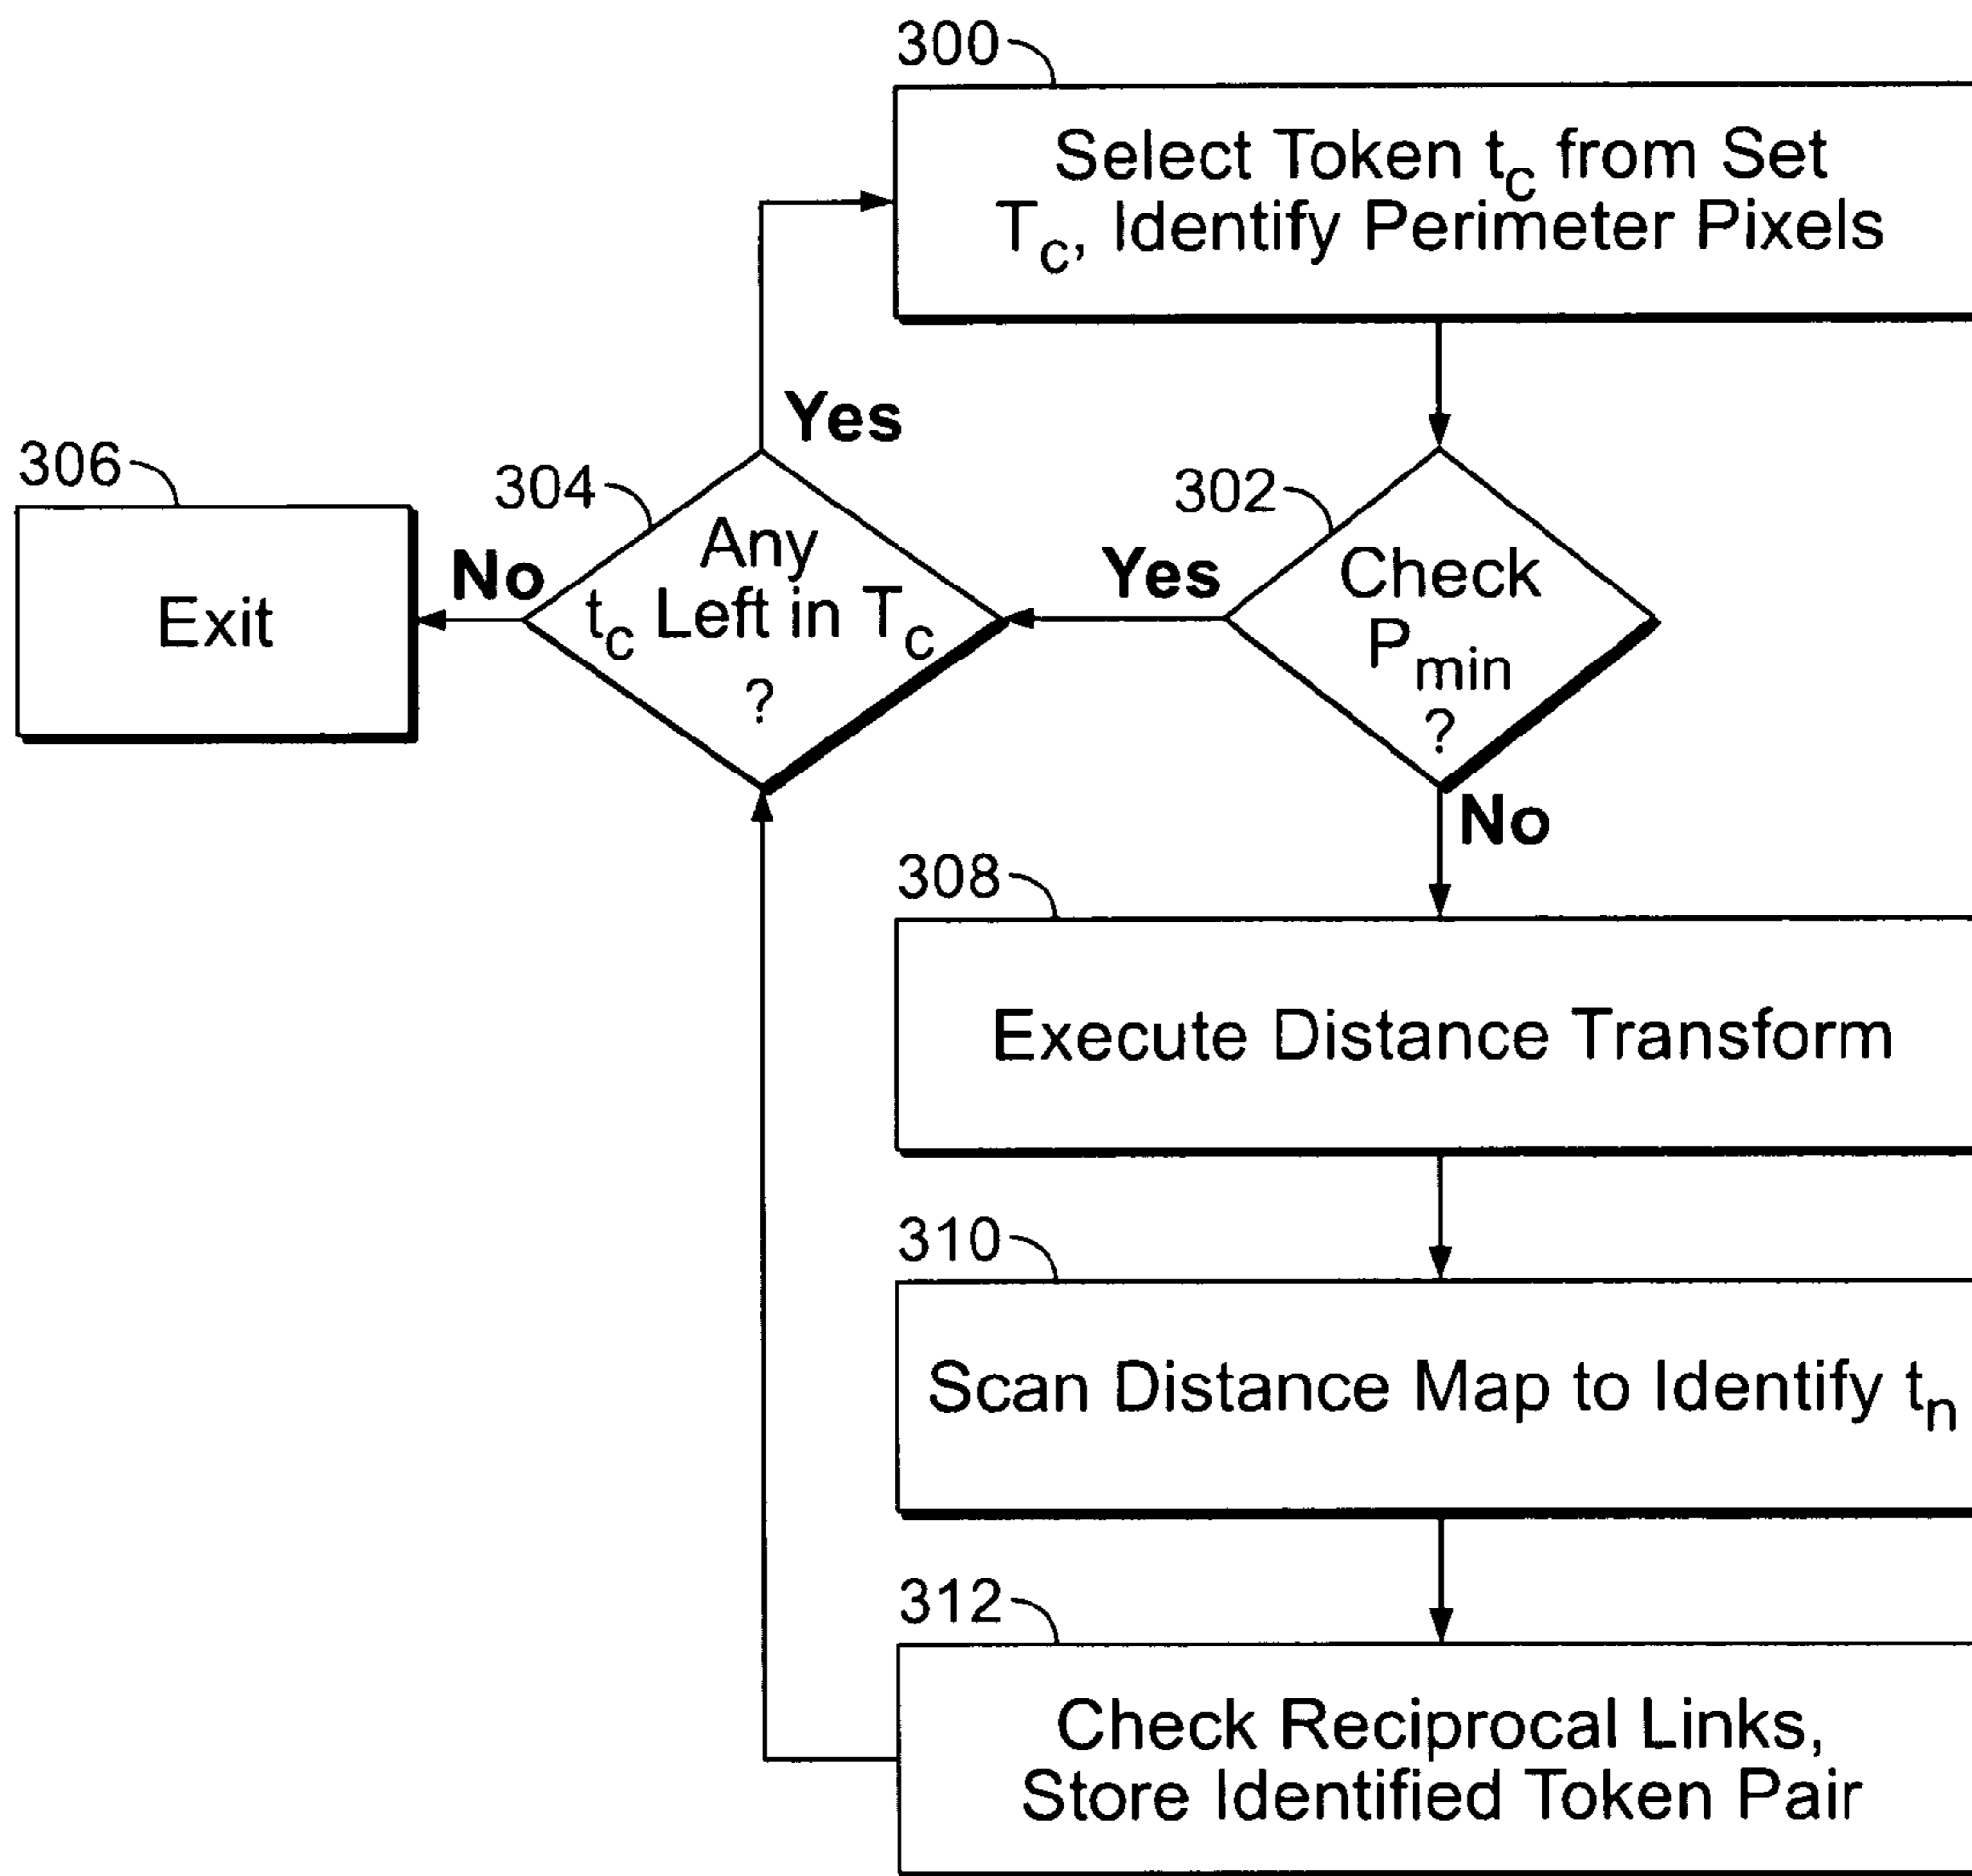 300
Select Token tc from Set
Tc, Identify Perimeter Pixels
Yes
306
304
302
Exit
No
Any
tc Left in Tc
?
Yes
Check
Pmin
?
No
308
Execute Distance Transform
310
Scan Distance Map to Identify tn
312
Check Reciprocal Links,
Store Identified Token Pair